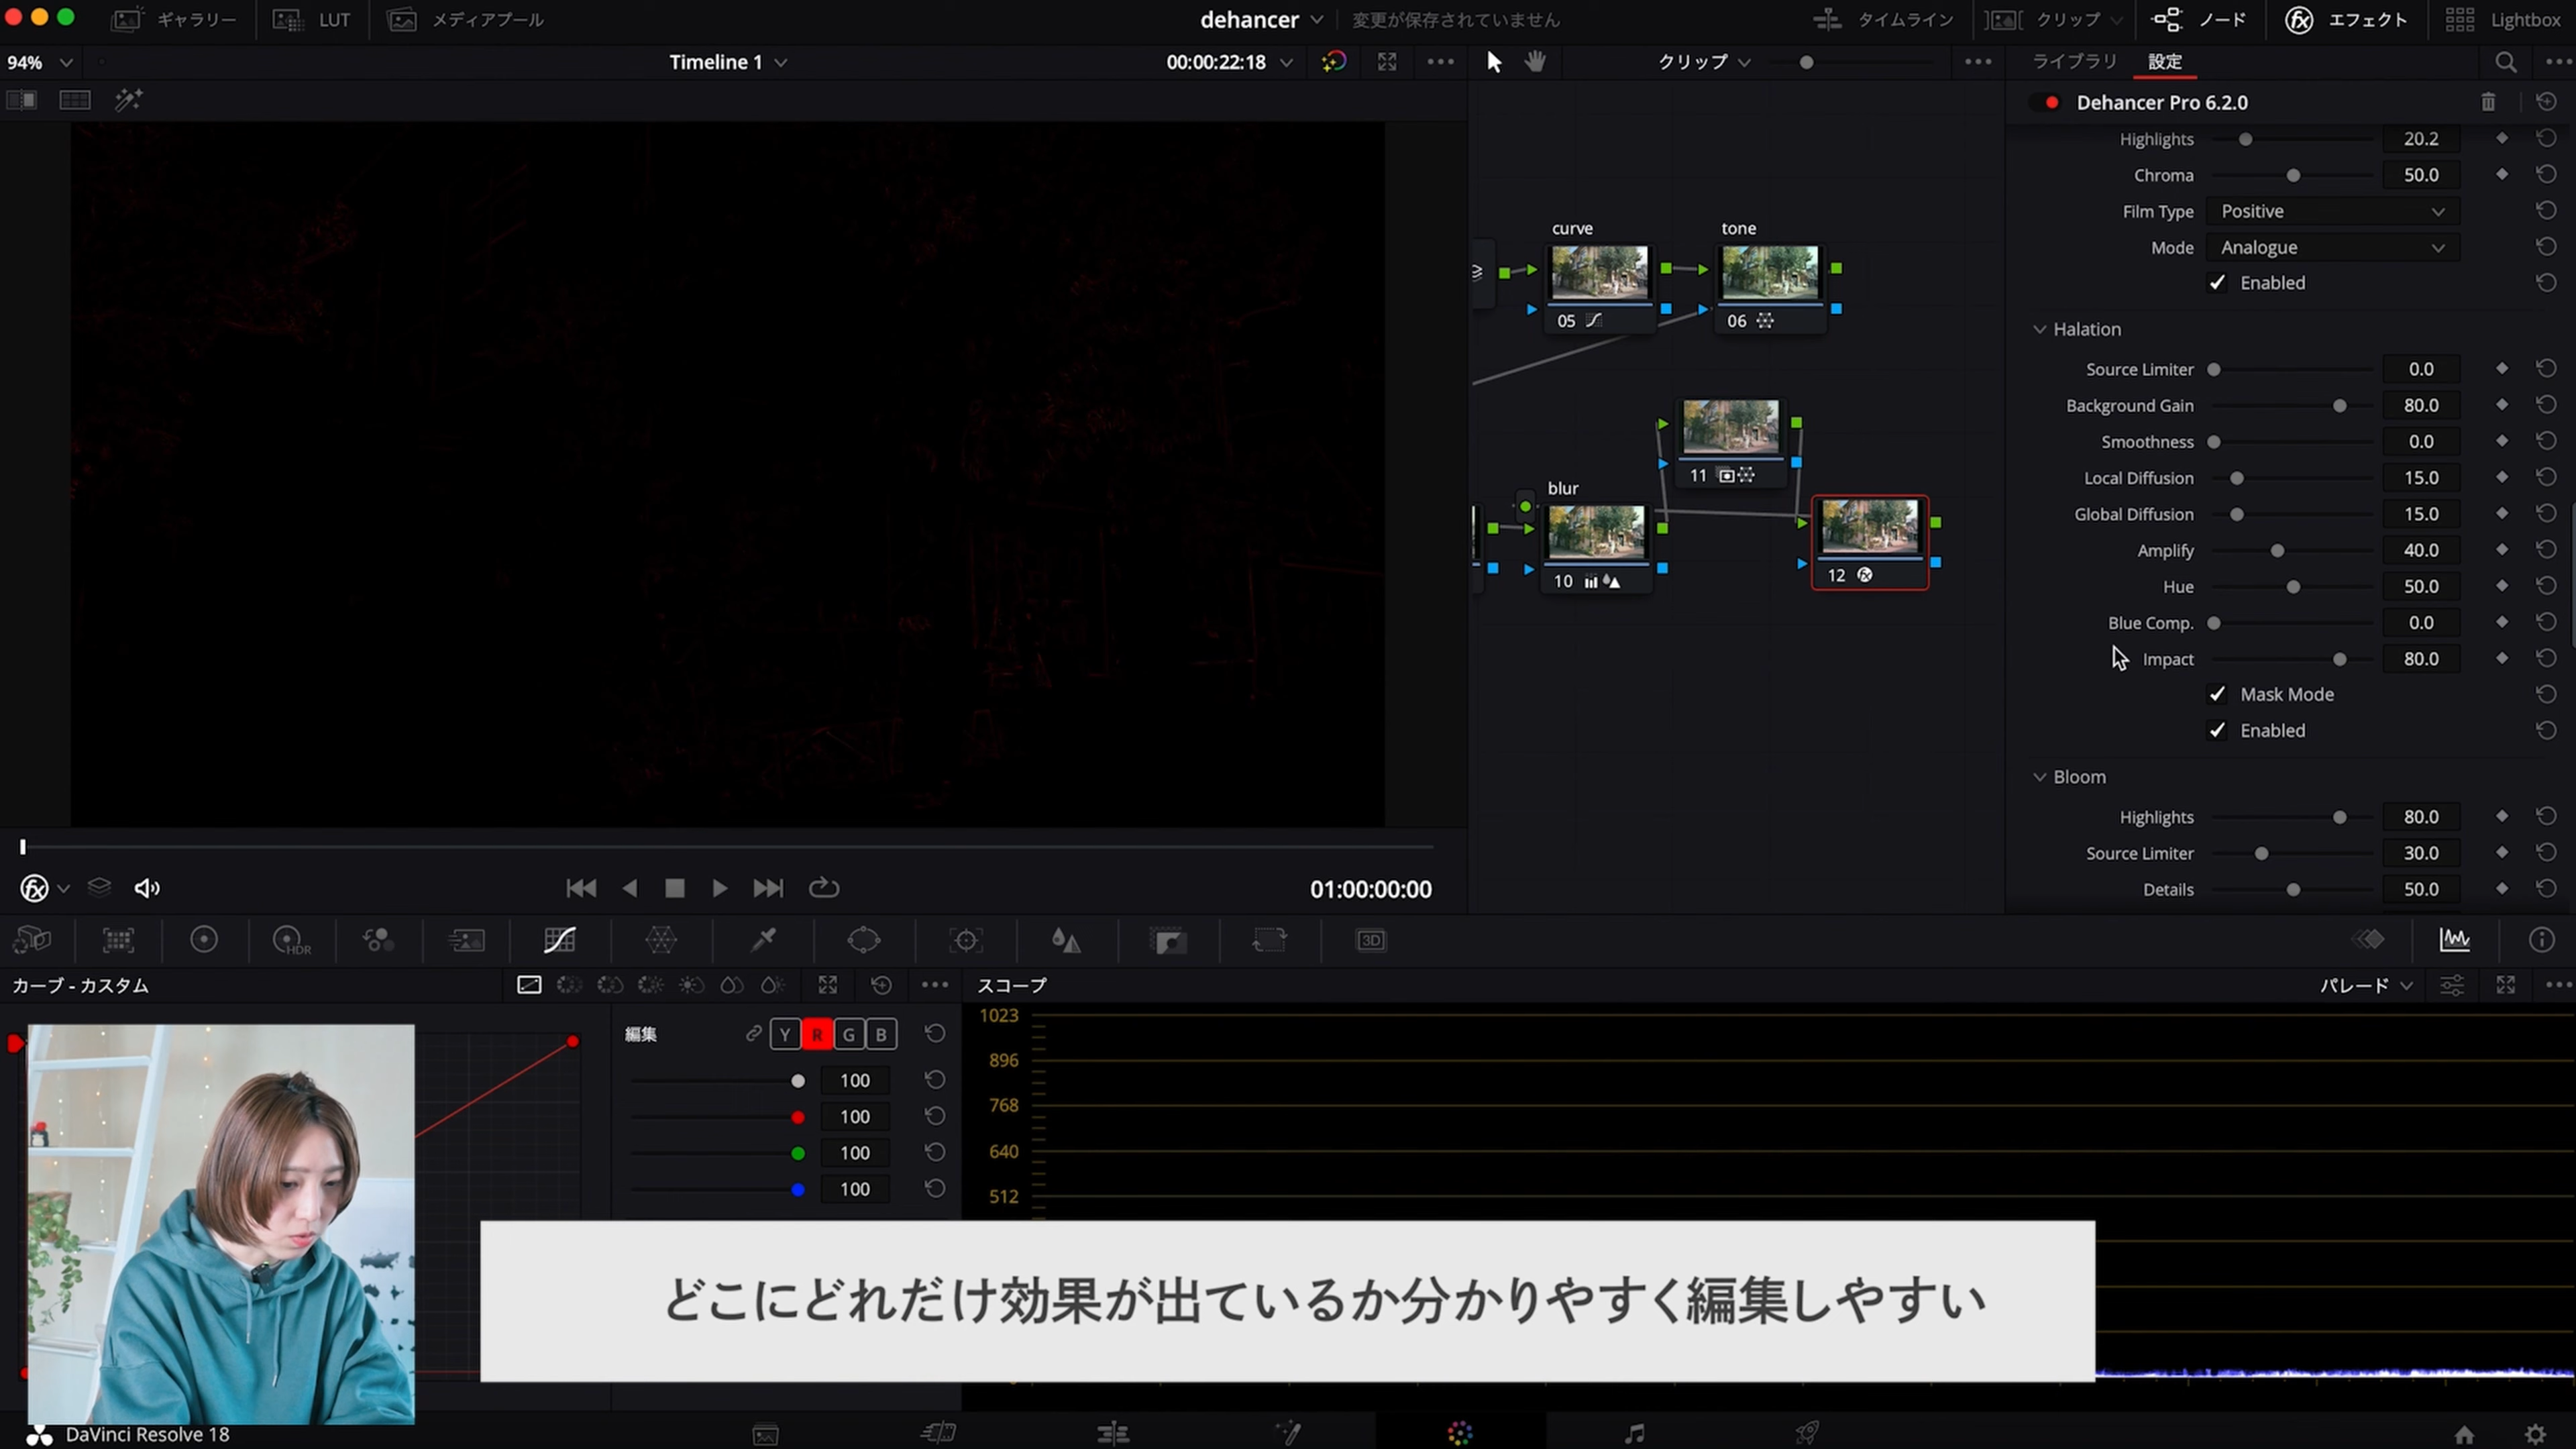 ギャラリー LUT メディアプール dehancer 変更が保存されていません タイムライン クリップ ノード エフェクト Lightbox
94% Timeline 1 00:00:22:18 クリップ ライブラリ 設定
Dehancer Pro 6.2.0
Highlights 20.2
Chroma 50.0
Film Type Positive
Mode Analogue
Enabled
Halation
Source Limiter 0.0
Background Gain 80.0
Smoothness 0.0
Local Diffusion 15.0
Global Diffusion 15.0
Amplify 40.0
Hue 50.0
Blue Comp. 0.0
Impact 80.0
Mask Mode
Enabled
Bloom
Highlights 80.0
Source Limiter 30.0
Details 50.0
curve tone
05 06
11
blur
10 12
01:00:00:00
HDR 3D
カーブ - カスタム
編集 Y R G B
100
100
100
100
スコープ パレード
1023
896
768
640
512
どこにどれだけ効果が出ているか分かりやすく編集しやすい
DaVinci Resolve 18